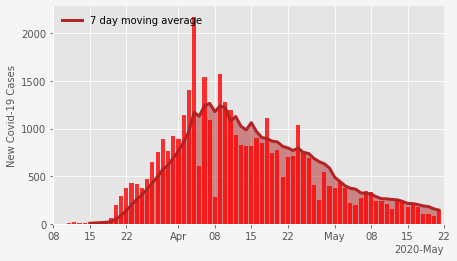 7 day moving average
New Covid-19 Cases
2000
1500
1000
500
0
08 15 22 Apr 08 15 22 May 08 15 22
2020-May